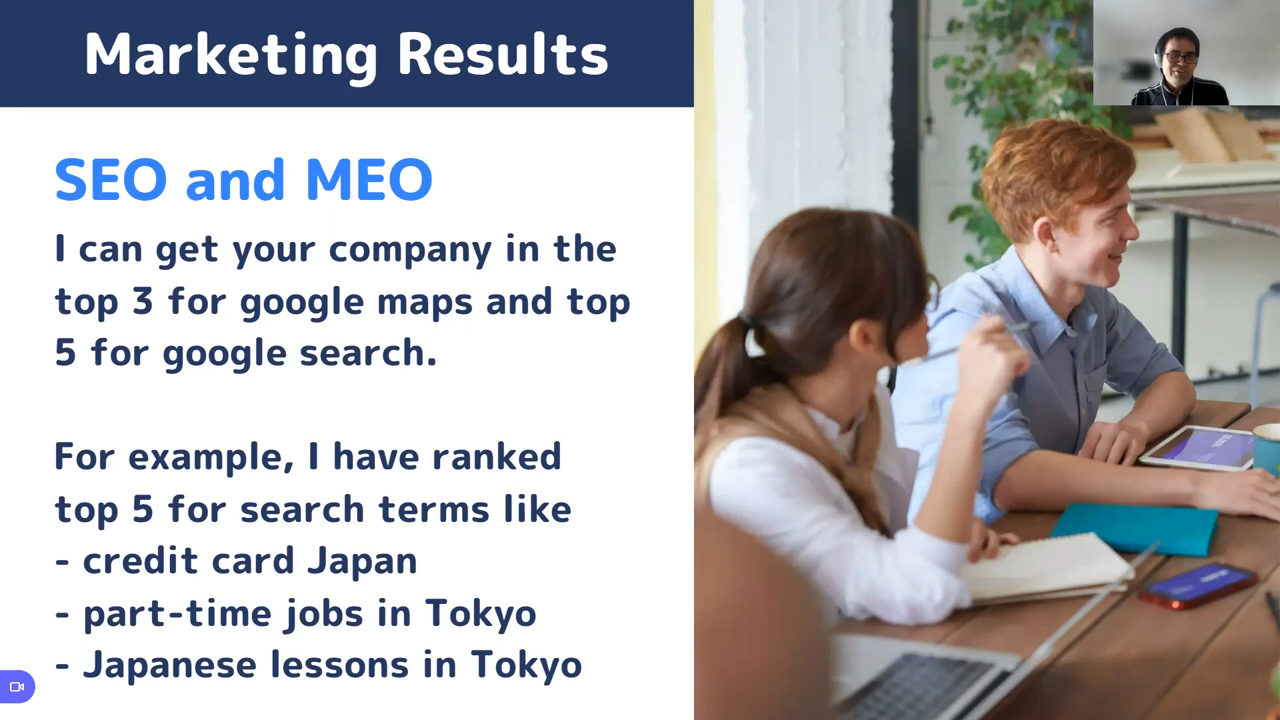 Marketing Results
SEO and MEO
I can get your company in the
top 3 for google maps and top
5 for google search.
For example, I have ranked
top 5 for search terms like
- credit card Japan
- part-time jobs in Tokyo
- Japanese lessons in Tokyo